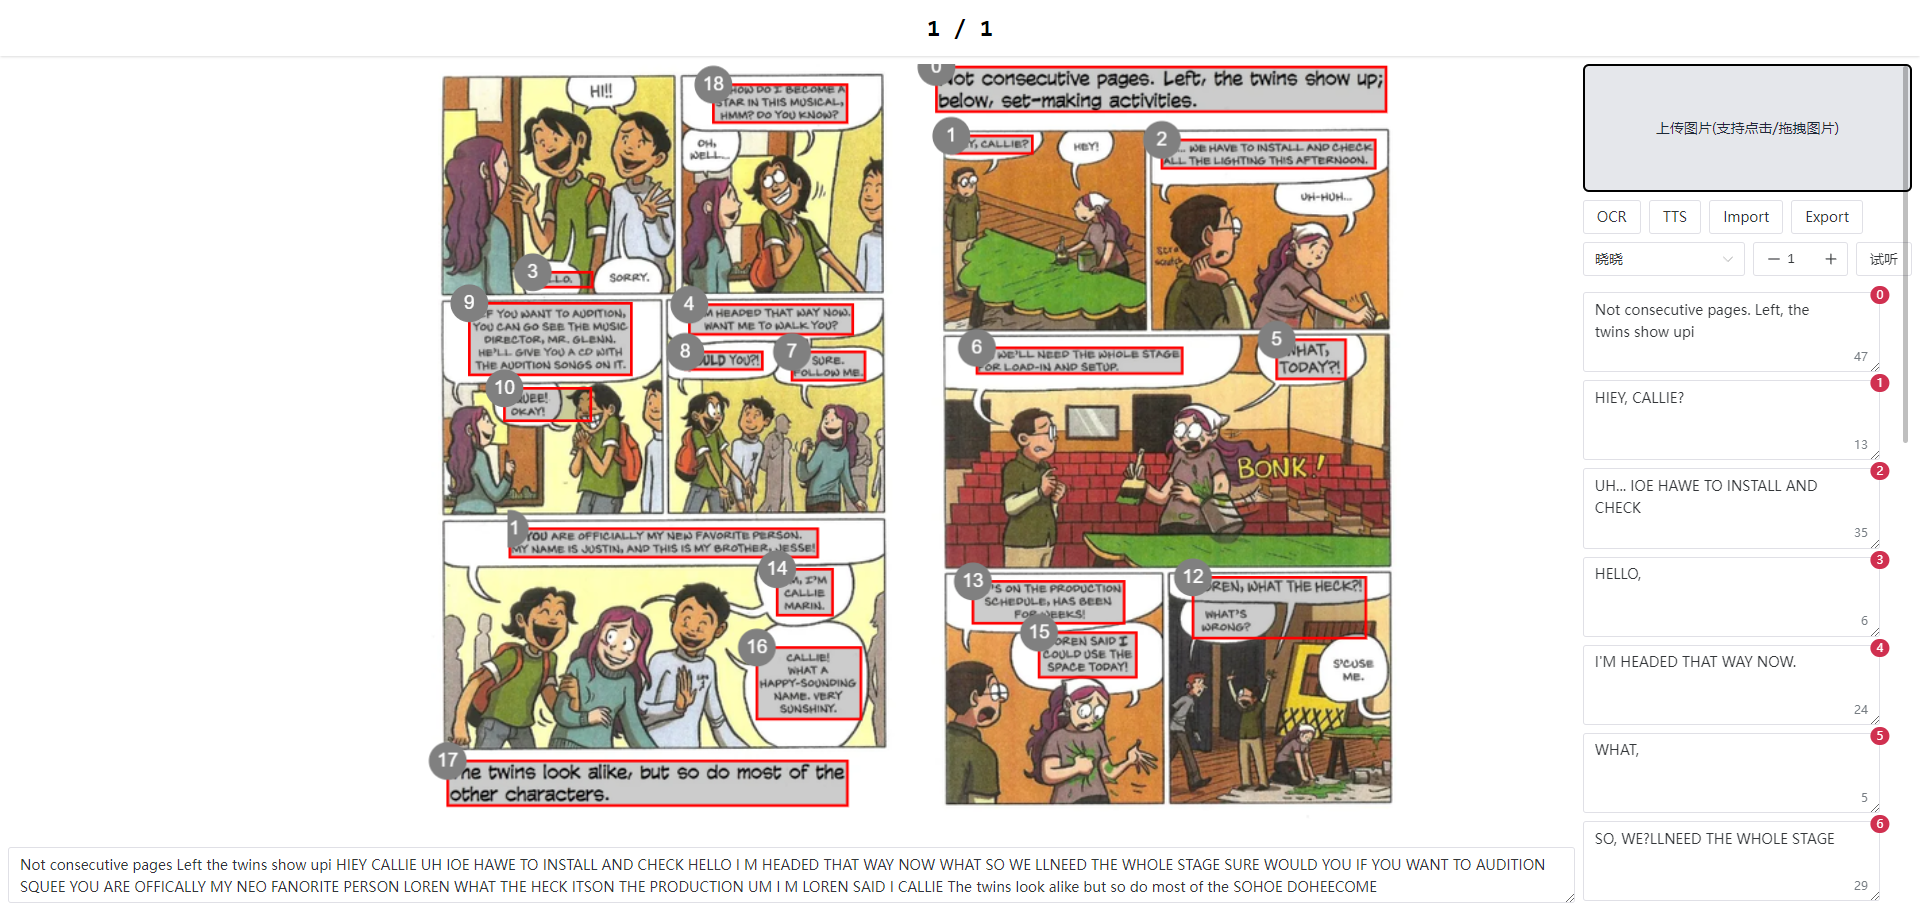 1 / 1
HI!!
HELLO.
SORRY.
18
HOW DO I BECOME A
STAR IN THIS MUSICAL,
HMM? DO YOU KNOW?
OH,
WELL...
3
9
IF YOU WANT TO AUDITION,
YOU CAN GO SEE THE MUSIC
DIRECTOR, MR. GLENN.
HE'LL GIVE YOU A CD WITH
THE AUDITION SONGS ON IT.
10
SQUEE!
OKAY!
4
I'M HEADED THAT WAY NOW.
WANT ME TO WALK YOU?
8
WOULD YOU?!
7
SURE.
FOLLOW ME.
1
YOU ARE OFFICIALLY MY NEW FAVORITE PERSON.
MY NAME IS JUSTIN, AND THIS IS MY BROTHER, JESSE!
14
UM, I'M
CALLIE
MARIN.
16
CALLIE!
WHAT A
HAPPY-SOUNDING
NAME. VERY
SUNSHINY.
17
The twins look alike, but so do most of the
other characters.
0
Not consecutive pages. Left, the twins show up;
below, set-making activities.
1
HEY, CALLIE?
HEY!
2
... WE HAVE TO INSTALL AND CHECK
ALL THE LIGHTING THIS AFTERNOON.
UH-HUH...
6
WE'LL NEED THE WHOLE STAGE
FOR LOAD-IN AND SETUP.
5
WHAT,
TODAY?!
BONK!
13
IT'S ON THE PRODUCTION
SCHEDULE, HAS BEEN
FOR WEEKS!
15
LOREN SAID I
COULD USE THE
SPACE TODAY!
12
LOREN, WHAT THE HECK?!
WHAT'S
WRONG?
S'CUSE
ME.
Not consecutive pages Left the twins show upi HIEY CALLIE UH IOE HAWE TO INSTALL AND CHECK HELLO I M HEADED THAT WAY NOW WHAT SO WE LLNEED THE WHOLE STAGE SURE WOULD YOU IF YOU WANT TO AUDITION
SQUEE YOU ARE OFFICALLY MY NEO FANORITE PERSON LOREN WHAT THE HECK ITSON THE PRODUCTION UM I M LOREN SAID I CALLIE The twins look alike but so do most of the SOHOE DOHEECOME
上传图片(支持点击/拖拽图片)
OCR TTS Import Export
晓晓 — 1 + 试听
0
Not consecutive pages. Left, the
twins show upi
47
1
HIEY, CALLIE?
13
2
UH... IOE HAWE TO INSTALL AND
CHECK
35
3
HELLO,
6
4
I'M HEADED THAT WAY NOW.
24
5
WHAT,
5
6
SO, WE?LLNEED THE WHOLE STAGE
29